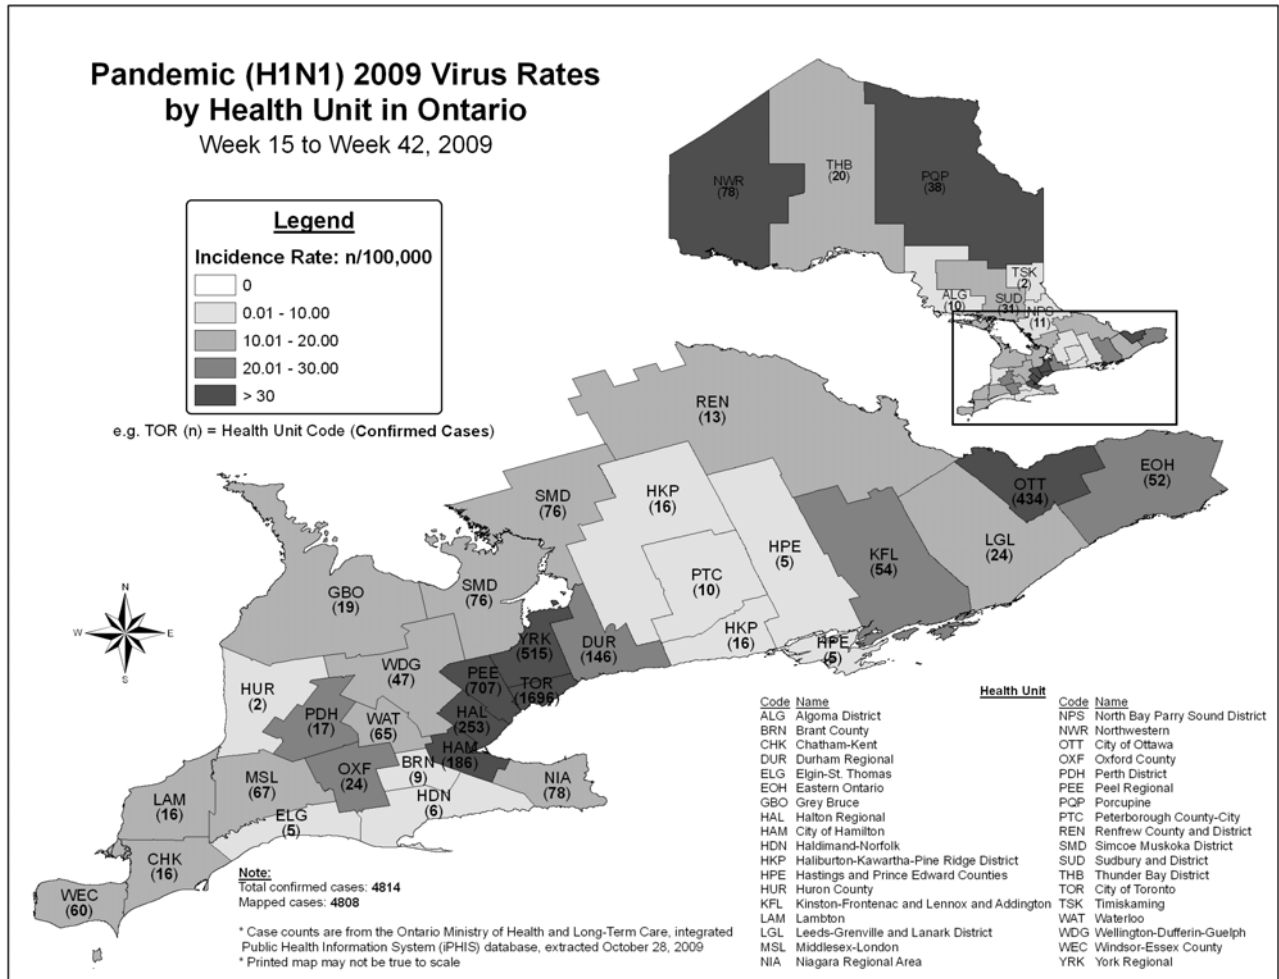 Pandemic (H1N1) 2009 Virus Rates
by Health Unit in Ontario
Week 15 to Week 42, 2009
Legend
Incidence Rate: n/100,000
0
0.01 - 10.00
10.01 - 20.00
20.01 - 30.00
> 30
e.g. TOR (n) = Health Unit Code (Confirmed Cases)
NWR
(78)
THB
(20)
PQP
(38)
TSK
(2)
ALG
(10)
SUD
(31)
NPS
(11)
REN
(13)
SMD
(76)
HKP
(16)
OTT
(434)
EOH
(52)
HPE
(5)
KFL
(54)
LGL
(24)
PTC
(10)
GBO
(19)
SMD
(76)
HKP
(16)
HPE
(5)
YRK
(515)
DUR
(146)
WDG
(47)
PEE
(707)
TOR
(1696)
HUR
(2)
PDH
(17)
WAT
(65)
HAL
(253)
HAM
(186)
BRN
(9)
OXF
(24)
MSL
(67)
NIA
(78)
HDN
(6)
LAM
(16)
ELG
(5)
CHK
(16)
WEC
(60)
N
W
E
S
Note:
Total confirmed cases: 4814
Mapped cases: 4808
* Case counts are from the Ontario Ministry of Health and Long-Term Care, integrated
Public Health Information System (iPHIS) database, extracted October 28, 2009
* Printed map may not be true to scale
Health Unit
Code Name
ALG Algoma District
BRN Brant County
CHK Chatham-Kent
DUR Durham Regional
ELG Elgin-St. Thomas
EOH Eastern Ontario
GBO Grey Bruce
HAL Halton Regional
HAM City of Hamilton
HDN Haldimand-Norfolk
HKP Haliburton-Kawartha-Pine Ridge District
HPE Hastings and Prince Edward Counties
HUR Huron County
KFL Kinston-Frontenac and Lennox and Addington
LAM Lambton
LGL Leeds-Grenville and Lanark District
MSL Middlesex-London
NIA Niagara Regional Area
Code Name
NPS North Bay Parry Sound District
NWR Northwestern
OTT City of Ottawa
OXF Oxford County
PDH Perth District
PEE Peel Regional
PQP Porcupine
PTC Peterborough County-City
REN Renfrew County and District
SMD Simcoe Muskoka District
SUD Sudbury and District
THB Thunder Bay District
TOR City of Toronto
TSK Timiskaming
WAT Waterloo
WDG Wellington-Dufferin-Guelph
WEC Windsor-Essex County
YRK York Regional